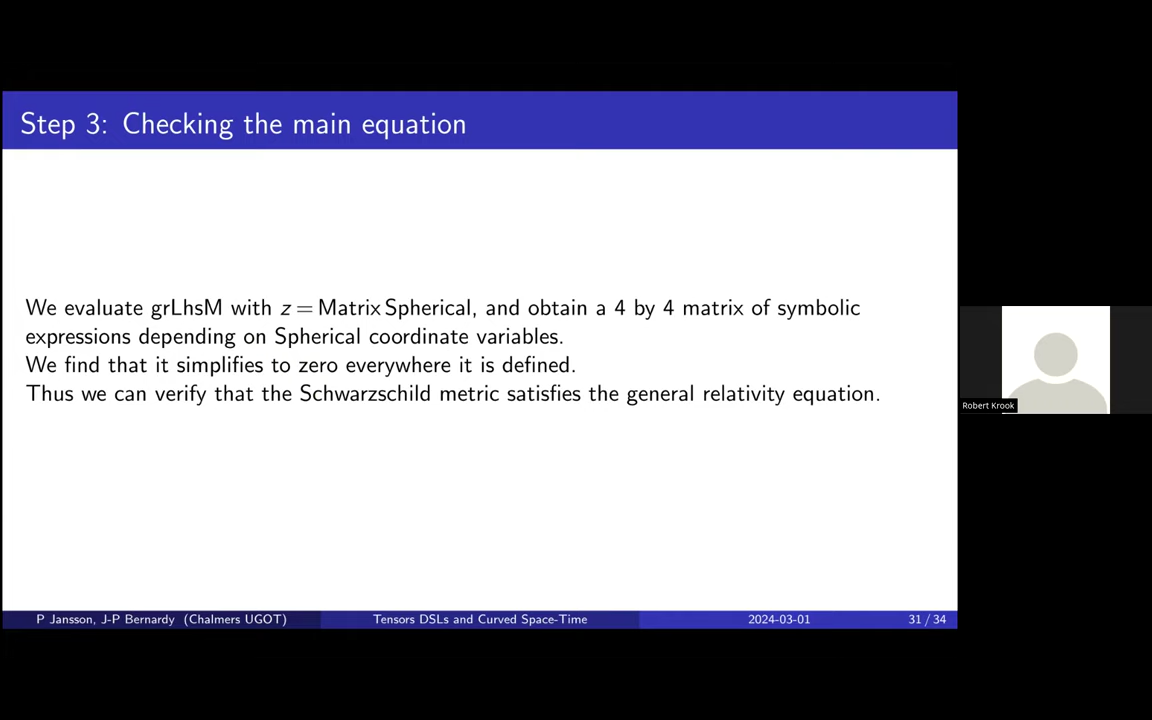 Step 3: Checking the main equation
We evaluate grLhsM with z = Matrix Spherical, and obtain a 4 by 4 matrix of symbolic
expressions depending on Spherical coordinate variables.
We find that it simplifies to zero everywhere it is defined.
Thus we can verify that the Schwarzschild metric satisfies the general relativity equation.
Robert Krook
P Jansson, J-P Bernardy (Chalmers UGOT) Tensors DSLs and Curved Space-Time 2024-03-01 31 / 34